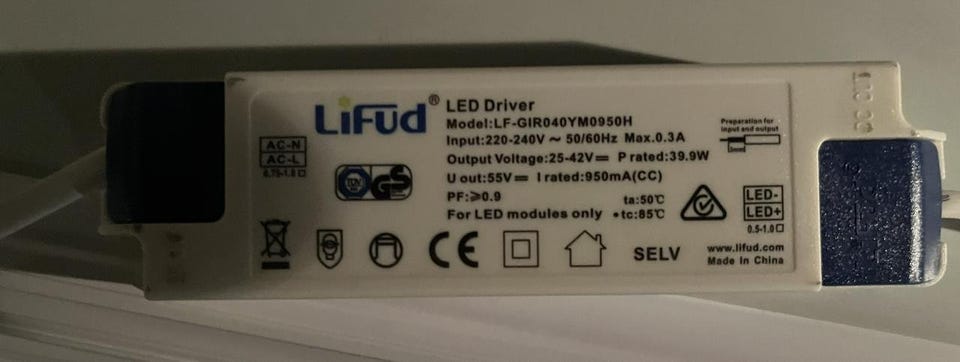 LiFud®
LED Driver
Model:LF-GIR040YM0950H
Input:220-240V ~ 50/60Hz Max.0.3A
Output Voltage:25-42V⎓ P rated:39.9W
U out:55V⎓ I rated:950mA(CC)
PF:≥0.9
ta:50℃
For LED modules only
•tc:85℃
AC-N
AC-L
0.75-1.0□
TÜV
GS
Preparation for
input and output
LED-
LED+
0.5-1.0□
CE
SELV
www.lifud.com
Made In China